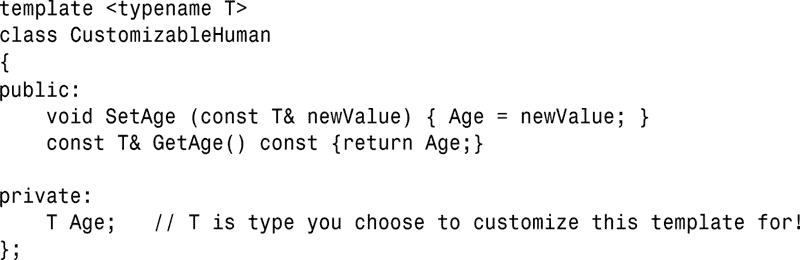 template <typename T>
class CustomizableHuman
{
public:
    void SetAge (const T& newValue) { Age = newValue; }
    const T& GetAge() const {return Age;}

private:
    T Age;   // T is type you choose to customize this template for!
};